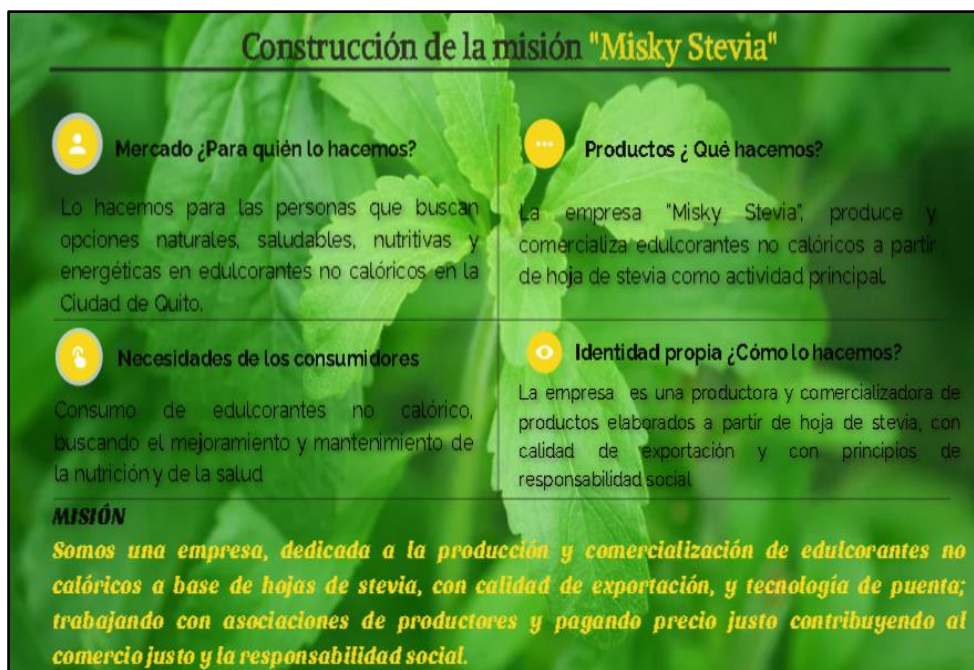 Construcción de la misión "Misky Stevia"
Mercado ¿Para quién lo hacemos?
Lo hacemos para las personas que buscan
opciones naturales, saludables, nutritivas y
energéticas en edulcorantes no calóricos en la
Ciudad de Quito.
Productos ¿ Qué hacemos?
La empresa "Misky Stevia", produce y
comercializa edulcorantes no calóricos a partir
de hoja de stevia como actividad principal.
Necesidades de los consumidores
Consumo de edulcorantes no calórico,
buscando el mejoramiento y mantenimiento de
la nutrición y de la salud
Identidad propia ¿Cómo lo hacemos?
La empresa es una productora y comercializadora de
productos elaborados a partir de hoja de stevia, con
calidad de exportación y con principios de
responsabilidad social
MISIÓN
Somos una empresa, dedicada a la producción y comercialización de edulcorantes no
calóricos a base de hojas de stevia, con calidad de exportación, y tecnología de puenta;
trabajando con asociaciones de productores y pagando precio justo contribuyendo al
comercio justo y la responsabilidad social.